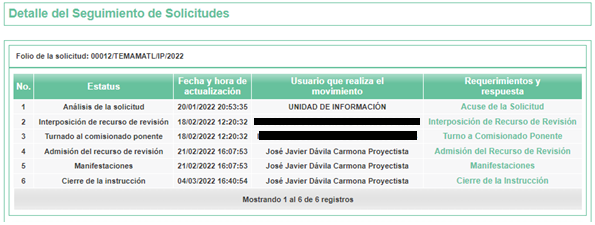 Detalle del Seguimiento de Solicitudes
Folio de la solicitud: 00012/TEMAMATL/IP/2022
No. Estatus Fecha y hora de actualización Usuario que realiza el movimiento Requerimientos y respuesta
1 Análisis de la solicitud 20/01/2022 20:53:35 UNIDAD DE INFORMACIÓN Acuse de la Solicitud
2 Interposición de recurso de revisión 18/02/2022 12:20:32 Interposición de Recurso de Revisión
3 Turnado al comisionado ponente 18/02/2022 12:20:32 Turno a Comisionado Ponente
4 Admisión del recurso de revisión 21/02/2022 16:07:53 José Javier Dávila Carmona Proyectista Admisión del Recurso de Revisión
5 Manifestaciones 21/02/2022 16:07:53 José Javier Dávila Carmona Proyectista Manifestaciones
6 Cierre de la instrucción 04/03/2022 16:40:54 José Javier Dávila Carmona Proyectista Cierre de la Instrucción
Mostrando 1 al 6 de 6 registros